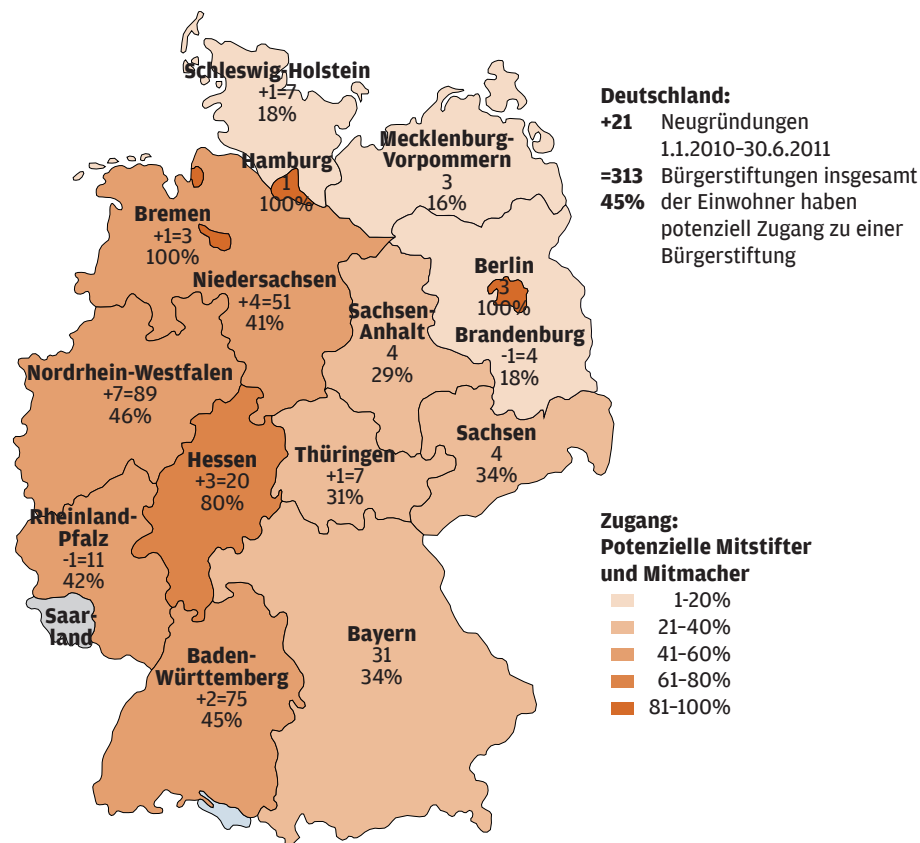 Schleswig-Holstein
+1=7
18%
Mecklenburg-
Vorpommern
3
16%
Hamburg
1
100%
Bremen
+1=3
100%
Niedersachsen
+4=51
41%
Berlin
3
100%
Brandenburg
-1=4
18%
Sachsen-
Anhalt
4
29%
Nordrhein-Westfalen
+7=89
46%
Hessen
+3=20
80%
Thüringen
+1=7
31%
Sachsen
4
34%
Rheinland-
Pfalz
-1=11
42%
Saar-
land
Baden-
Württemberg
+2=75
45%
Bayern
31
34%
Deutschland:
+21 Neugründungen
1.1.2010–30.6.2011
=313 Bürgerstiftungen insgesamt
45% der Einwohner haben
potenziell Zugang zu einer
Bürgerstiftung
Zugang:
Potenzielle Mitstifter
und Mitmacher
1-20%
21-40%
41-60%
61-80%
81-100%